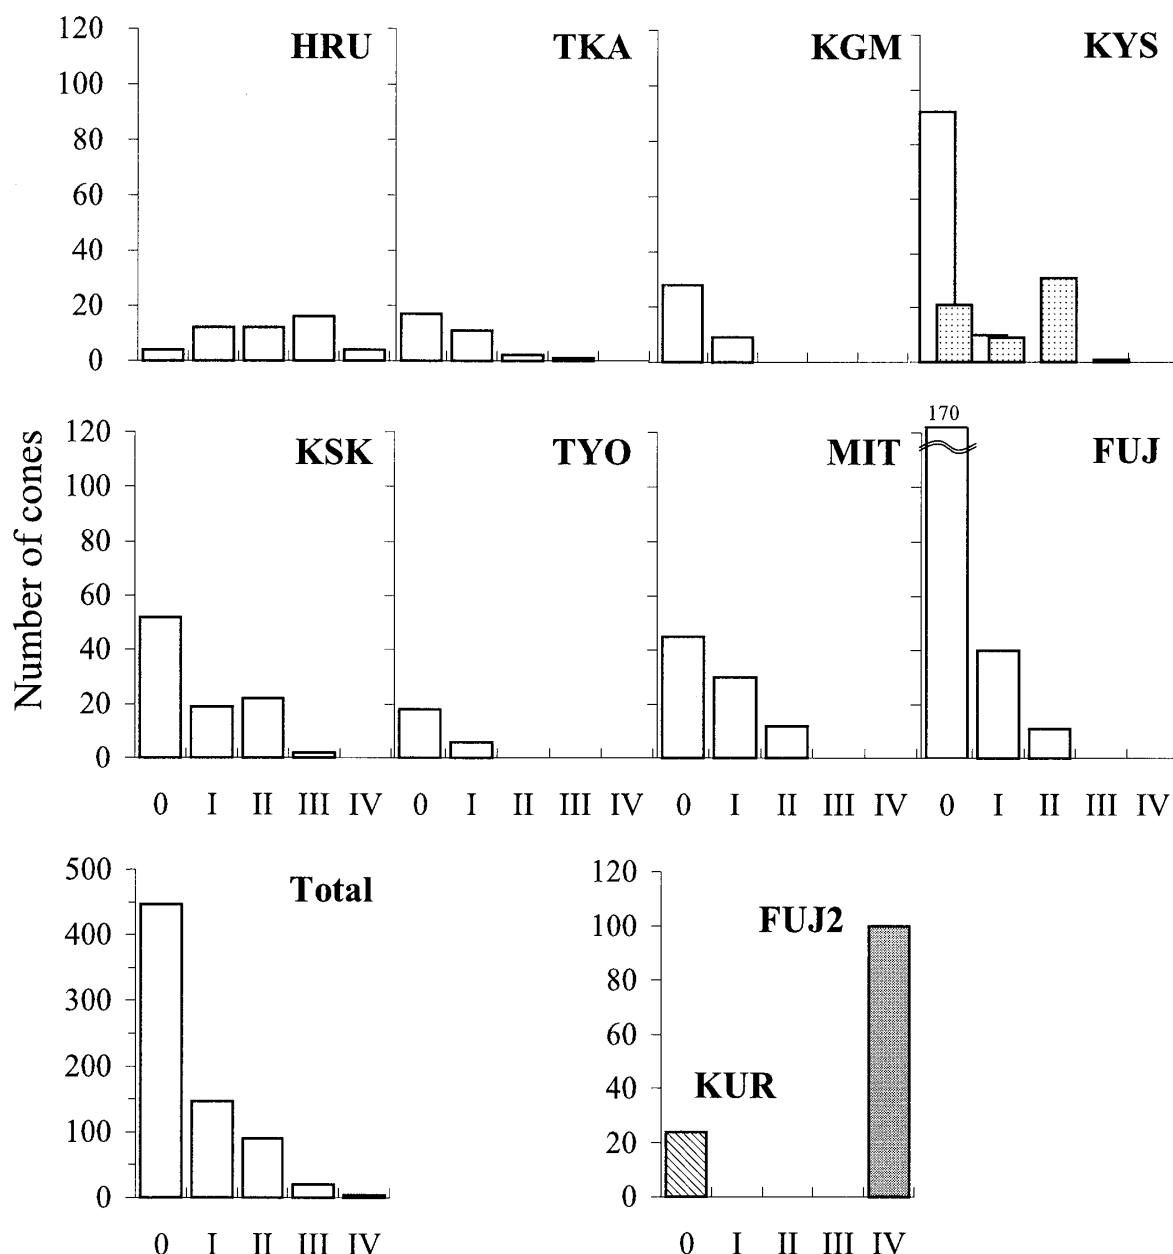 120 HRU TKA KGM KYS
100
80
60
40
20
0
Number of cones
170
120 KSK TYO MIT FUJ
100
80
60
40
20
0
0 I II III IV 0 I II III IV 0 I II III IV 0 I II III IV
500 Total
400
300
200
100
0
0 I II III IV
120
100 FUJ2
80
60
40 KUR
20
0
0 I II III IV